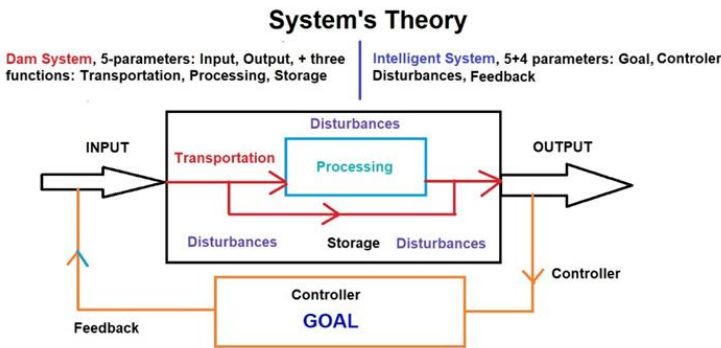 System's Theory
Dam System, 5-parameters: Input, Output, + three
functions: Transportation, Processing, Storage
Intelligent System, 5+4 parameters: Goal, Controler
Disturbances, Feedback
Disturbances
INPUT
OUTPUT
Transportation
Processing
Disturbances
Storage
Disturbances
Controller
Controller
GOAL
Feedback